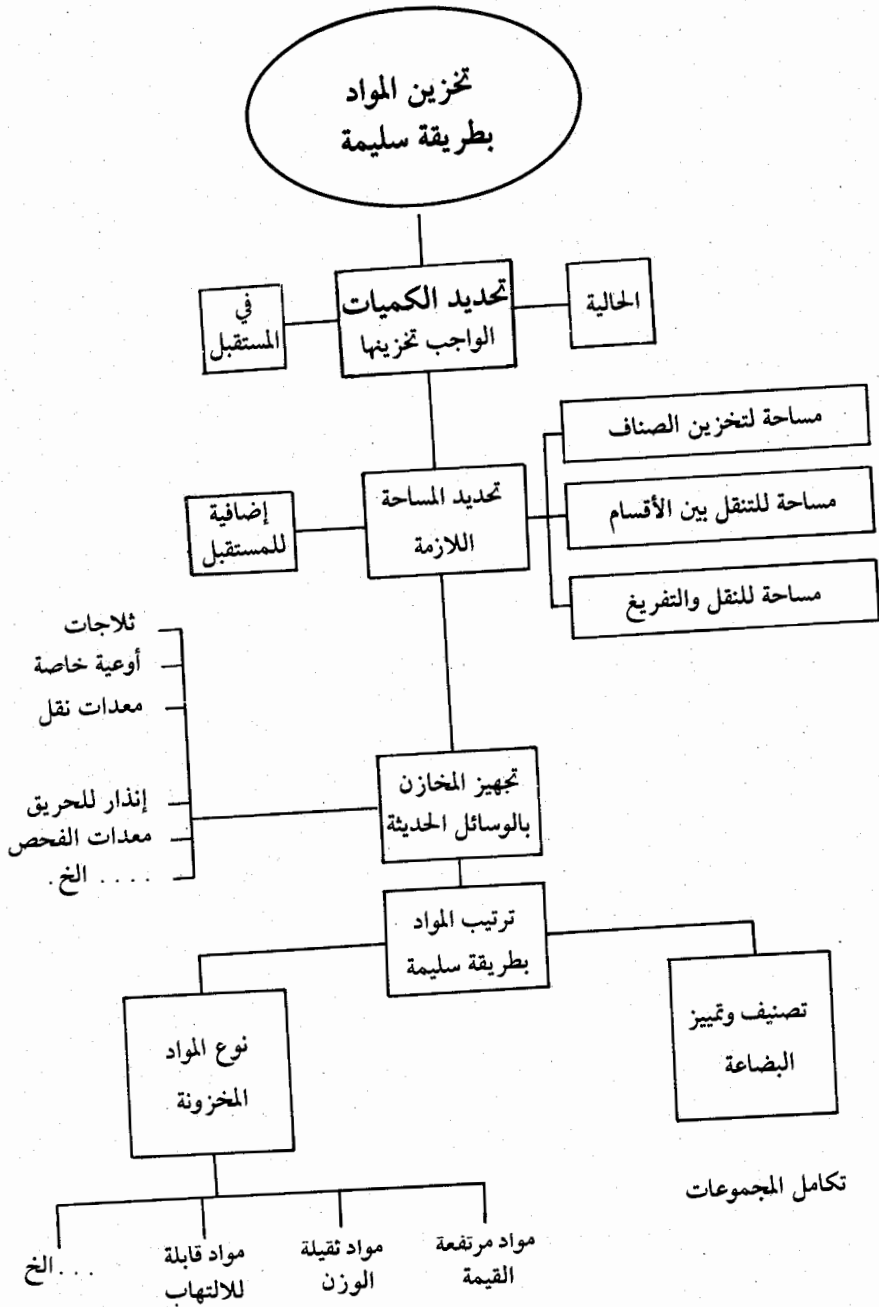 تخزين المواد
بطريقة سليمة
الحالية
تحديد الكميات
الواجب تخزينها
في
المستقبل
مساحة لتخزين الصناف
مساحة للتنقل بين الأقسام
مساحة للنقل والتفريغ
تحديد المساحة
اللازمة
إضافية
للمستقبل
تجهيز المخازن
بالوسائل الحديثة
ثلاجات
أوعية خاصة
معدات نقل
إنذار للحريق
معدات الفحص
.... الخ.
ترتيب المواد
بطريقة سليمة
تصنيف وتمييز
البضاعة
تكامل المجموعات
نوع المواد
المخزونة
مواد مرتفعة
القيمة
مواد ثقيلة
الوزن
مواد قابلة
للالتهاب
...الخ